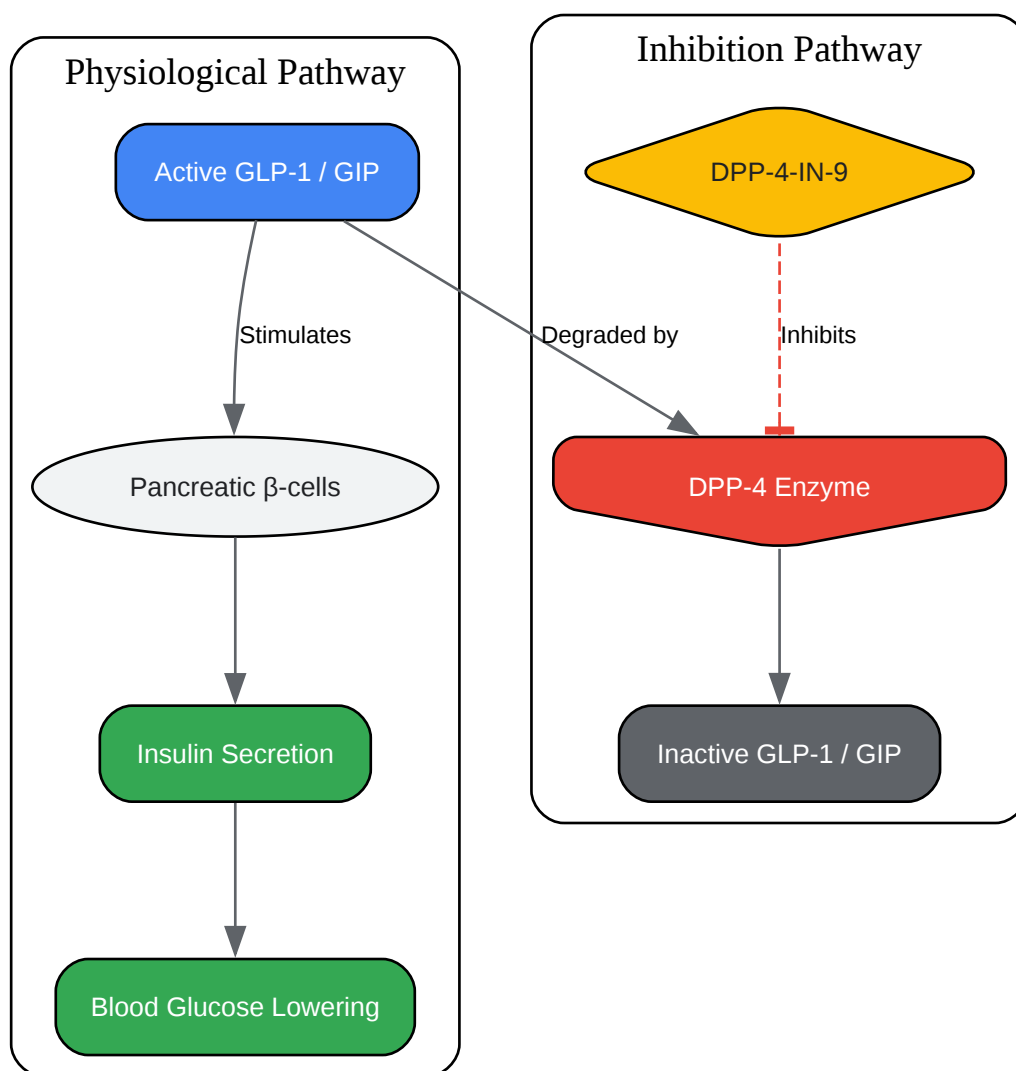 Physiological Pathway
Active GLP-1 / GIP
Stimulates
Pancreatic β-cells
Insulin Secretion
Blood Glucose Lowering
Inhibition Pathway
DPP-4-IN-9
Degraded by
Inhibits
DPP-4 Enzyme
Inactive GLP-1 / GIP